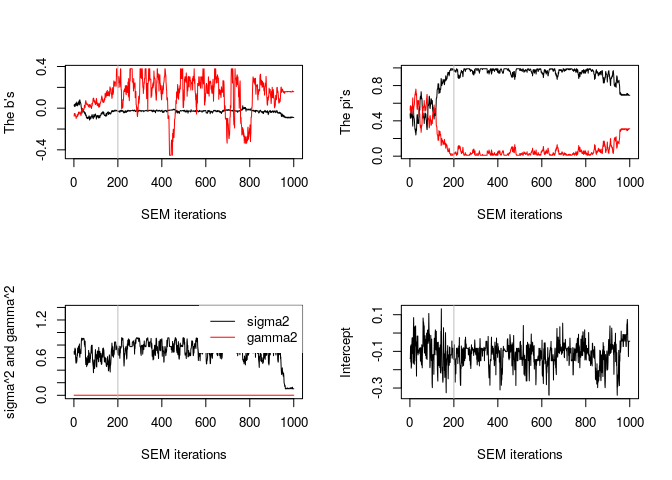 The b's
0.4
0.0
-0.4
0 200 400 600 800 1000
SEM iterations
The pi's
0.8
0.4
0.0
0 200 400 600 800 1000
SEM iterations
sigma^2 and gamma^2
1.2
0.6
0.0
sigma2
gamma2
0 200 400 600 800 1000
SEM iterations
Intercept
0.1
-0.1
-0.3
0 200 400 600 800 1000
SEM iterations